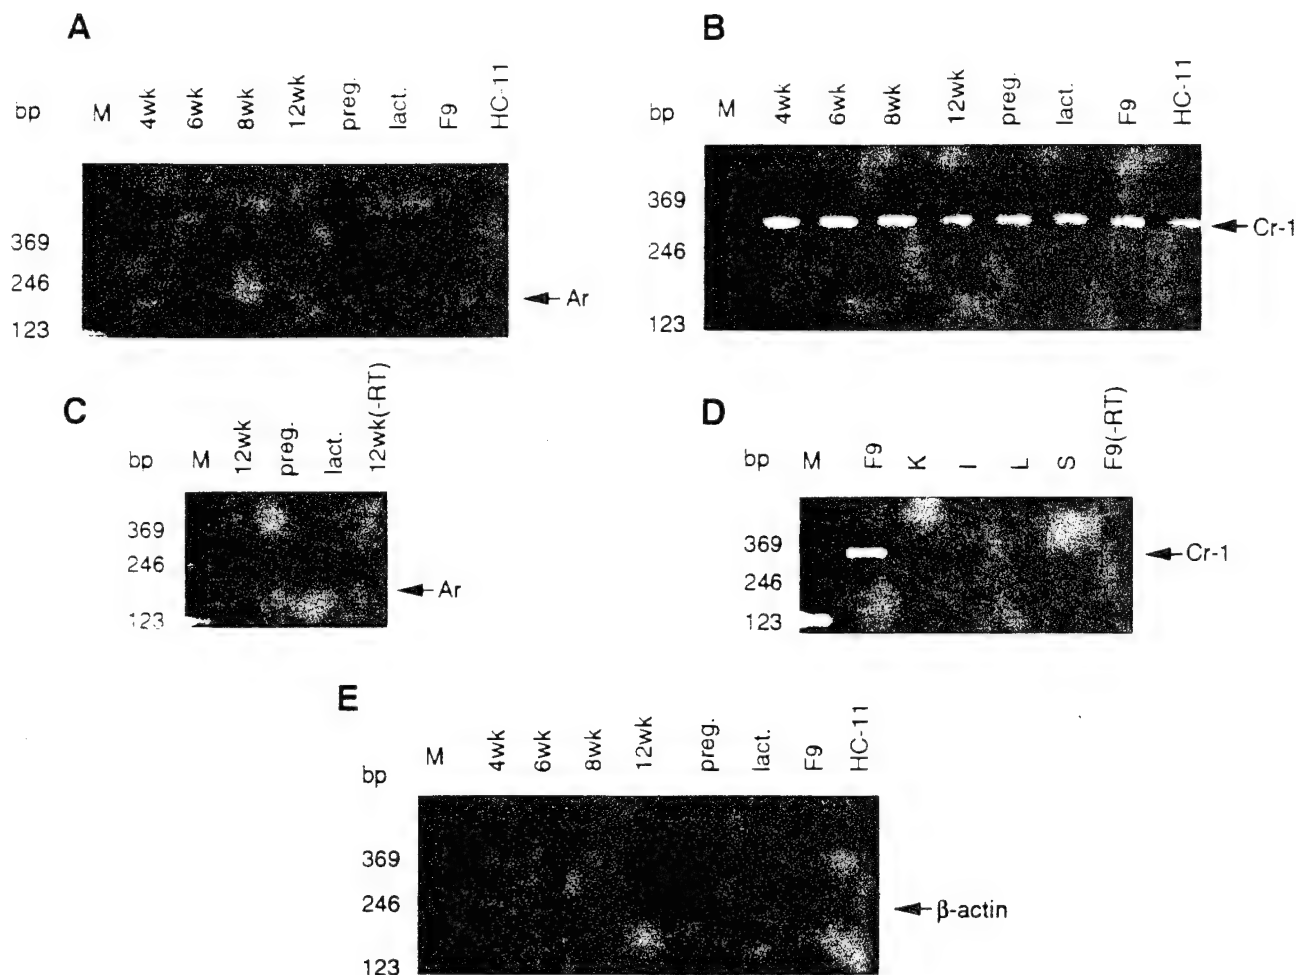 A
bp M 4wk 6wk 8wk 12wk preg. lact. F9 HC-11
369
246
Ar
123
B
bp M 4wk 6wk 8wk 12wk preg. lact. F9 HC-11
369
Cr-1
246
123
C
bp M 12wk preg. lact. 12wk(-RT)
369
246
Ar
123
D
bp M F9 K I L S F9(-RT)
369
Cr-1
246
123
E
bp M 4wk 6wk 8wk 12wk preg. lact. F9 HC-11
369
246
β-actin
123